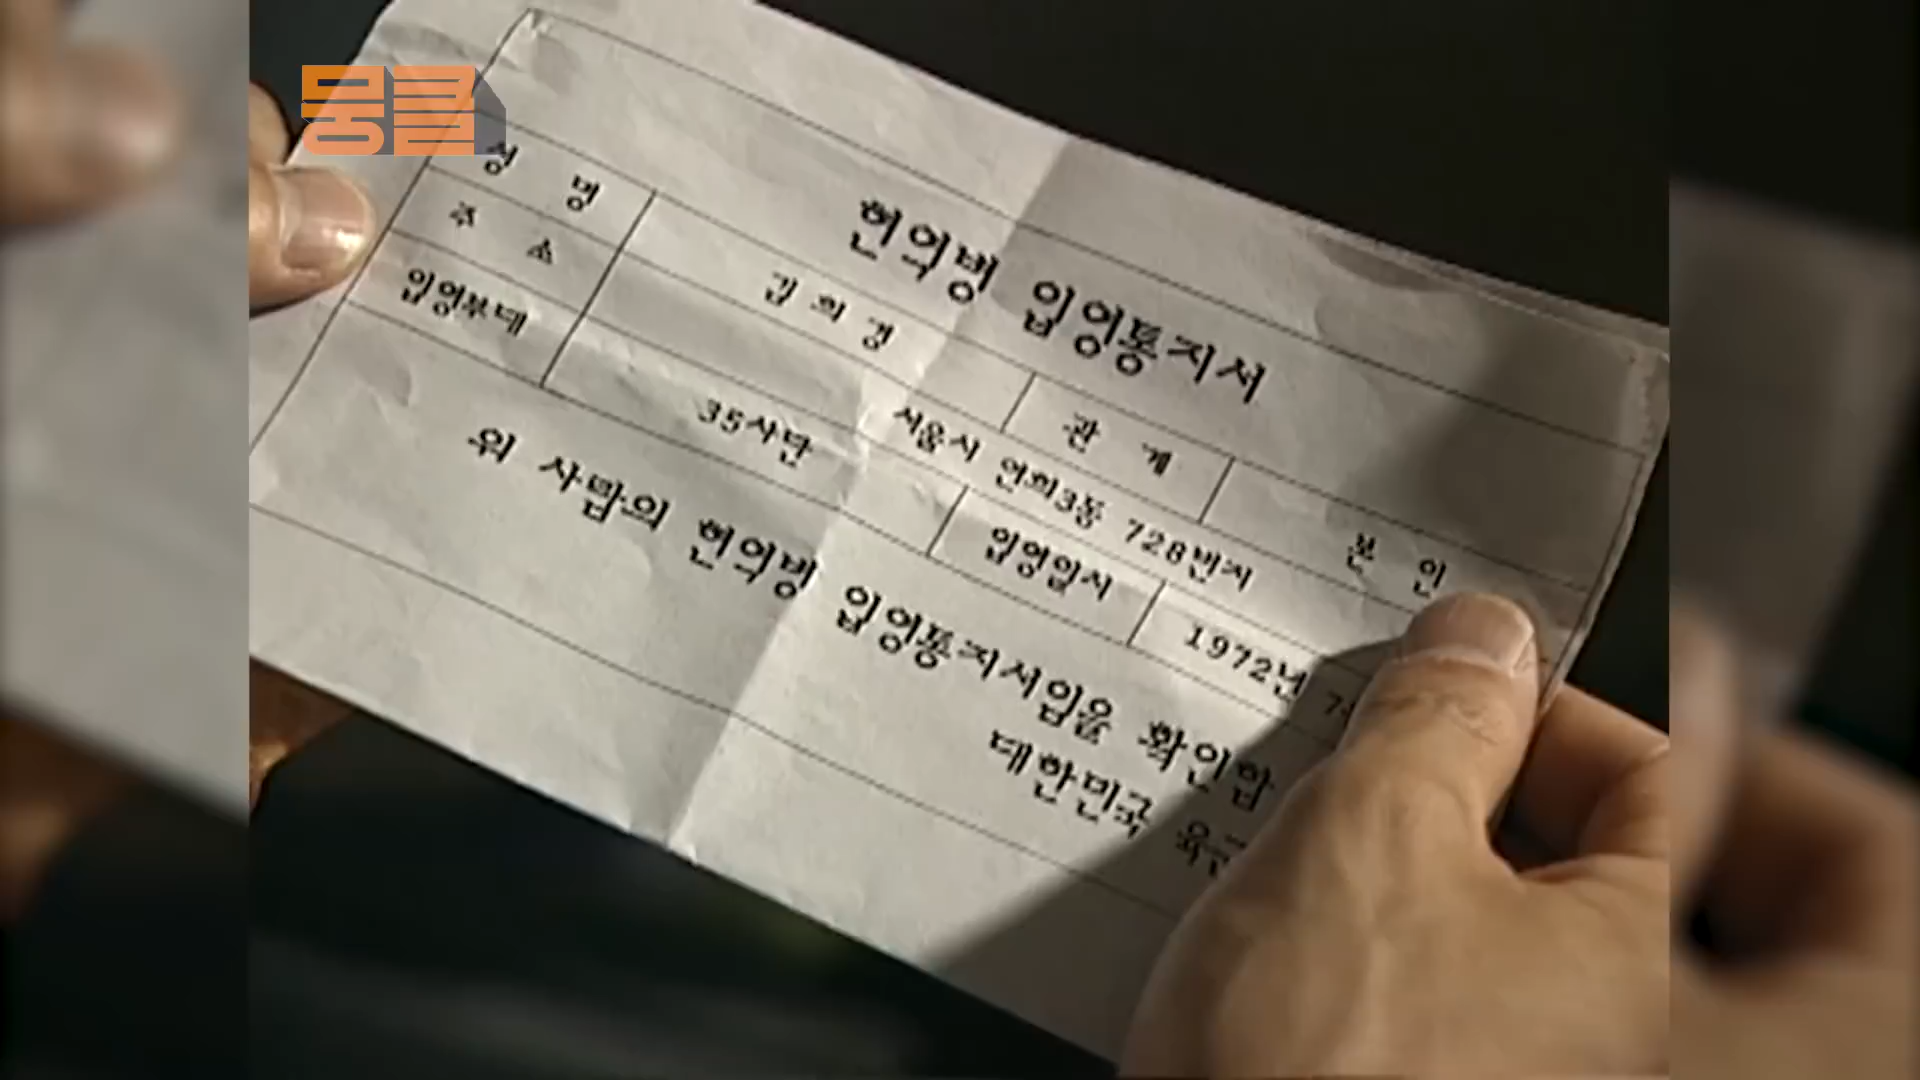 뭉클
현역병 입영통지서
성 명 김희경 관 계 본 인
주 소 서울시 연희3동 728번지
입영부대 35사단 입영일시 1972년
위 사람의 현역병 입영통지서임을 확인함
대한민국